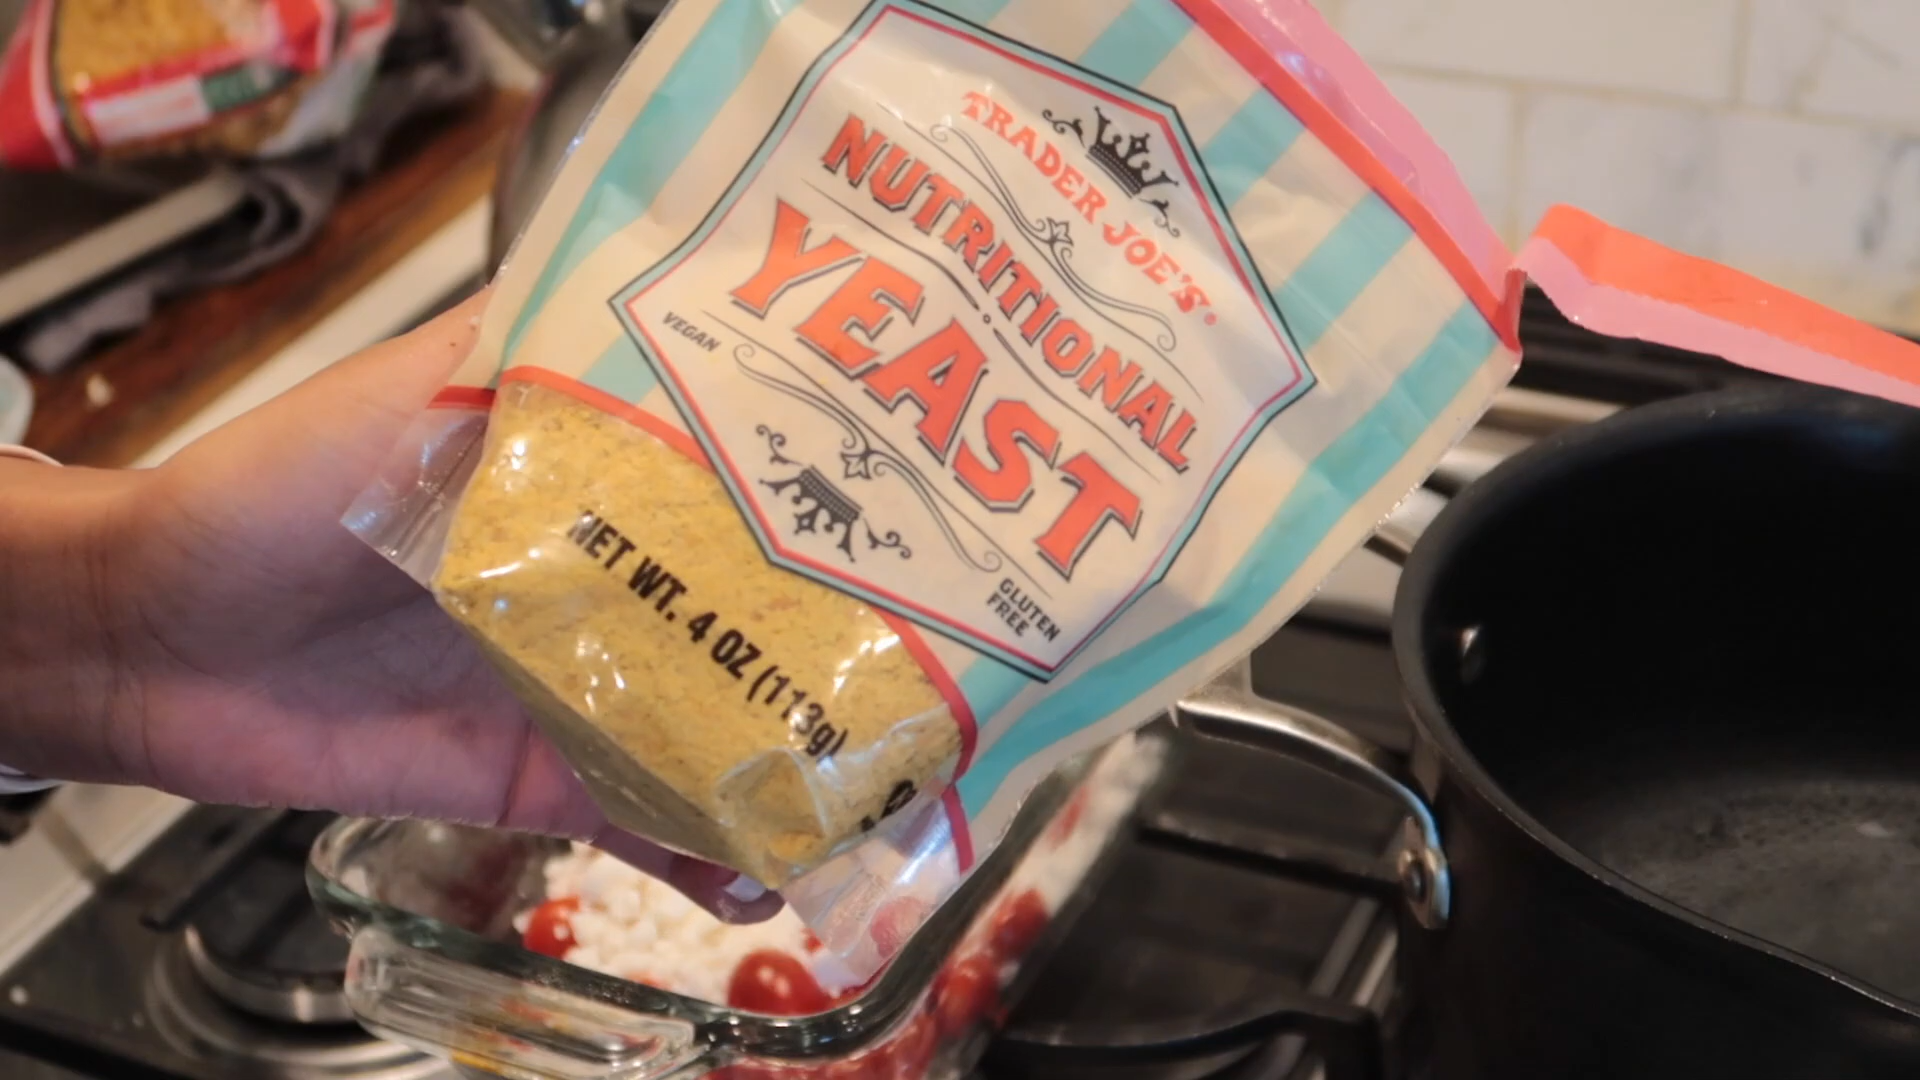 TRADER JOE'S
NUTRITIONAL
YEAST
VEGAN
GLUTEN
FREE
NET WT. 4 OZ (113g)